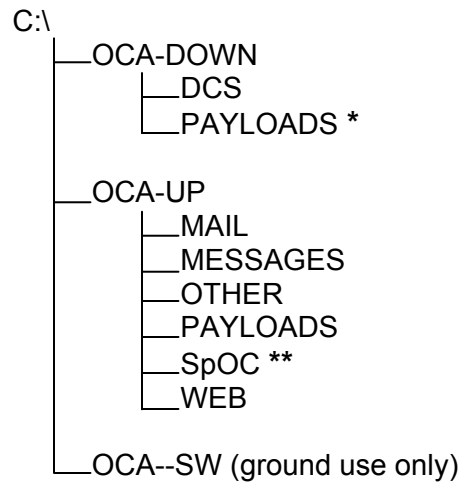 C:\
OCA-DOWN
DCS
PAYLOADS *
OCA-UP
MAIL
MESSAGES
OTHER
PAYLOADS
SpOC **
WEB
OCA--SW (ground use only)